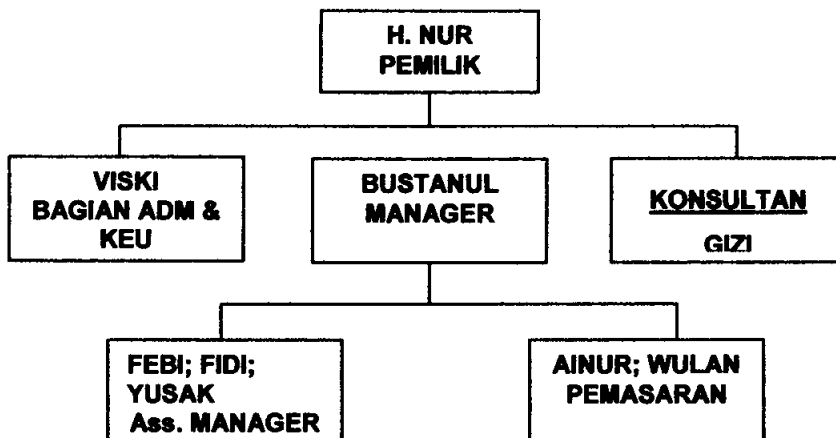 H. NUR
PEMILIK
VISKI
BAGIAN ADM &
KEU
BUSTANUL
MANAGER
KONSULTAN
GIZI
FEBI; FIDI;
YUSAK
Ass. MANAGER
AINUR; WULAN
PEMASARAN